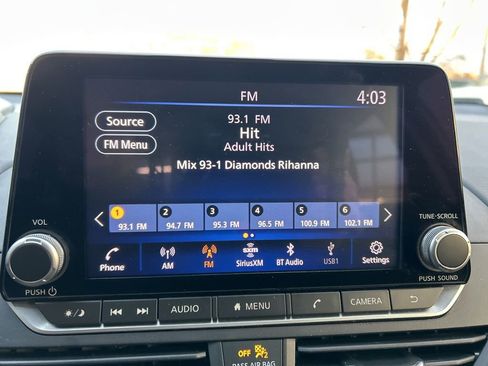 FM 4:03
Source
FM Menu
93.1 FM
Hit
Adult Hits
Mix 93-1 Diamonds Rihanna
1 2 3 4 5 6
93.1 FM 94.7 FM 95.3 FM 96.5 FM 100.9 FM 102.1 FM
VOL TUNE·SCROLL
sxm
Phone AM FM SiriusXM BT Audio USB1 Settings
PUSH PUSH SOUND
AUDIO MENU CAMERA
OFF 2
PASS AIR BAG